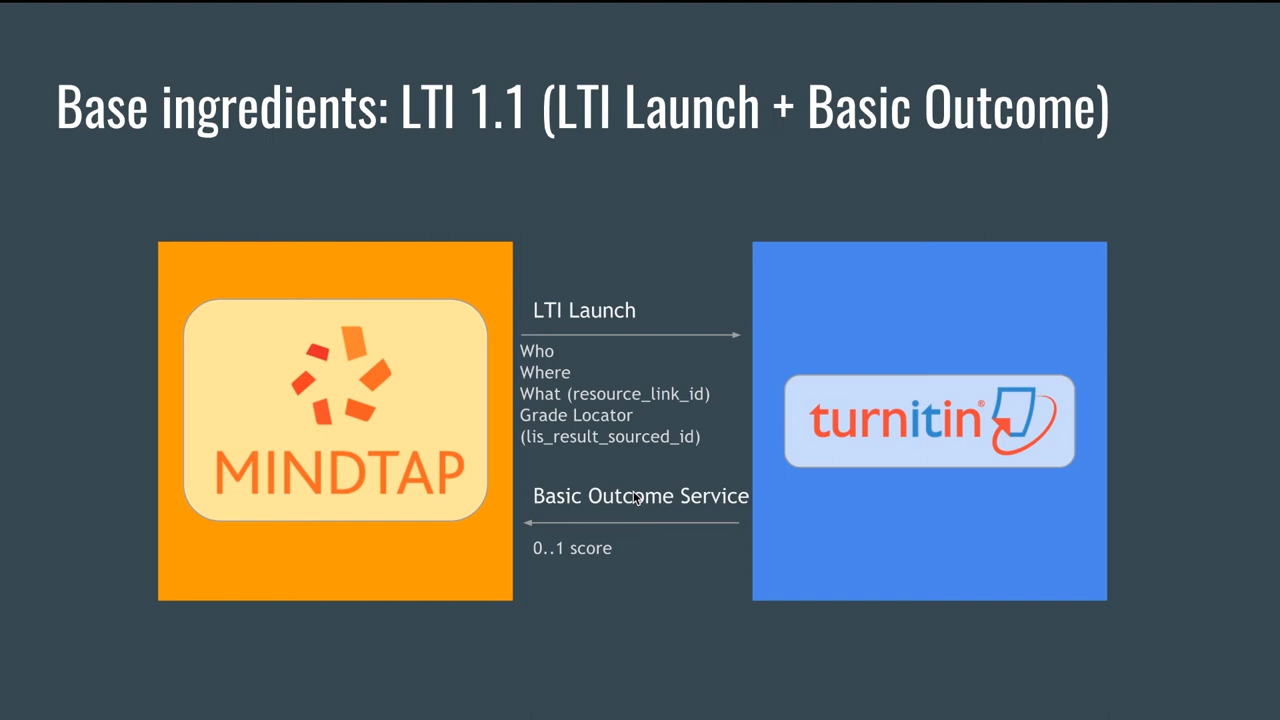 Base ingredients: LTI 1.1 (LTI Launch + Basic Outcome)
MINDTAP
LTI Launch
Who
Where
What (resource_link_id)
Grade Locator
(lis_result_sourced_id)
Basic Outcome Service
0..1 score
turnitin®